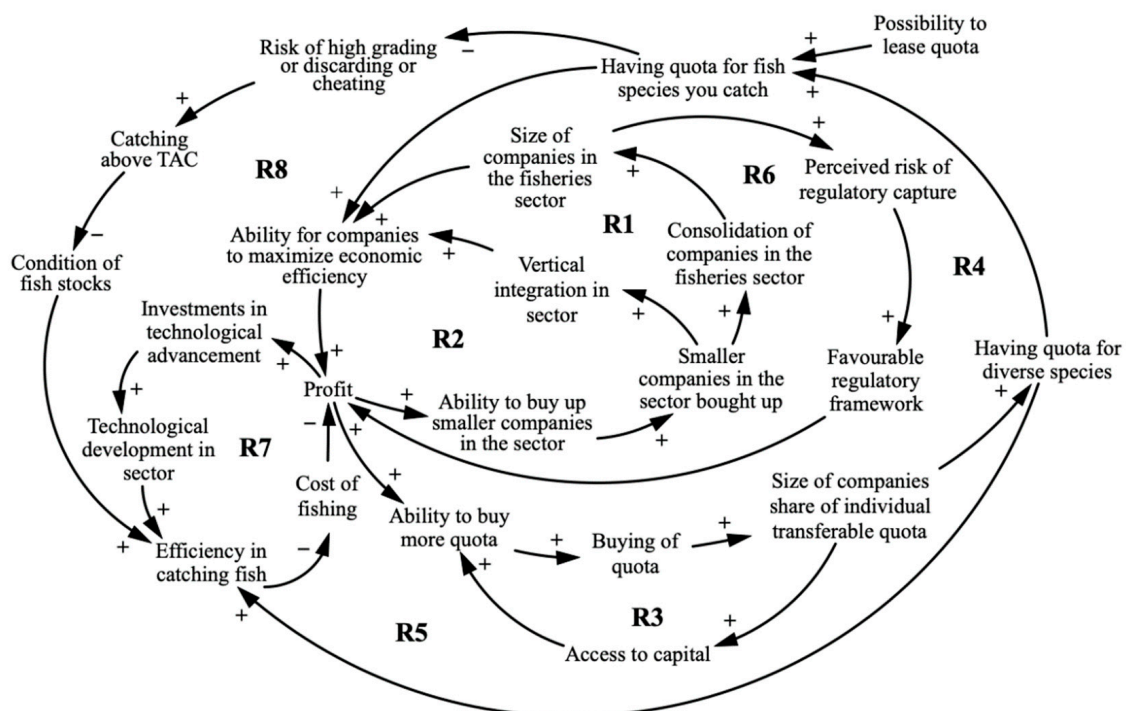 Possibility to
lease quota
+
Risk of high grading
or discarding or
cheating
−
Having quota for fish
species you catch
+
+
Catching
above TAC
R8
Size of
companies in
the fisheries
sector
+
+
R6
Perceived risk of
regulatory capture
+
+
R1
Consolidation of
companies in the
fisheries sector
−
Condition of
fish stocks
Ability for companies
to maximize economic
efficiency
+
Vertical
integration in
sector
R4
Investments in
technological
advancement
+
+
+
R2
+
+
Smaller
companies in the
sector bought up
Favourable
regulatory
framework
Having quota for
diverse species
+
+
Profit
+
Ability to buy up
smaller companies
in the sector
+
−
+
Technological
development in
sector
R7
Cost of
fishing
+
Size of companies
share of individual
transferable quota
+
Ability to buy
more quota
+
+
Buying of
quota
+
Efficiency in
catching fish
−
+
+
R5
R3
+
Access to capital